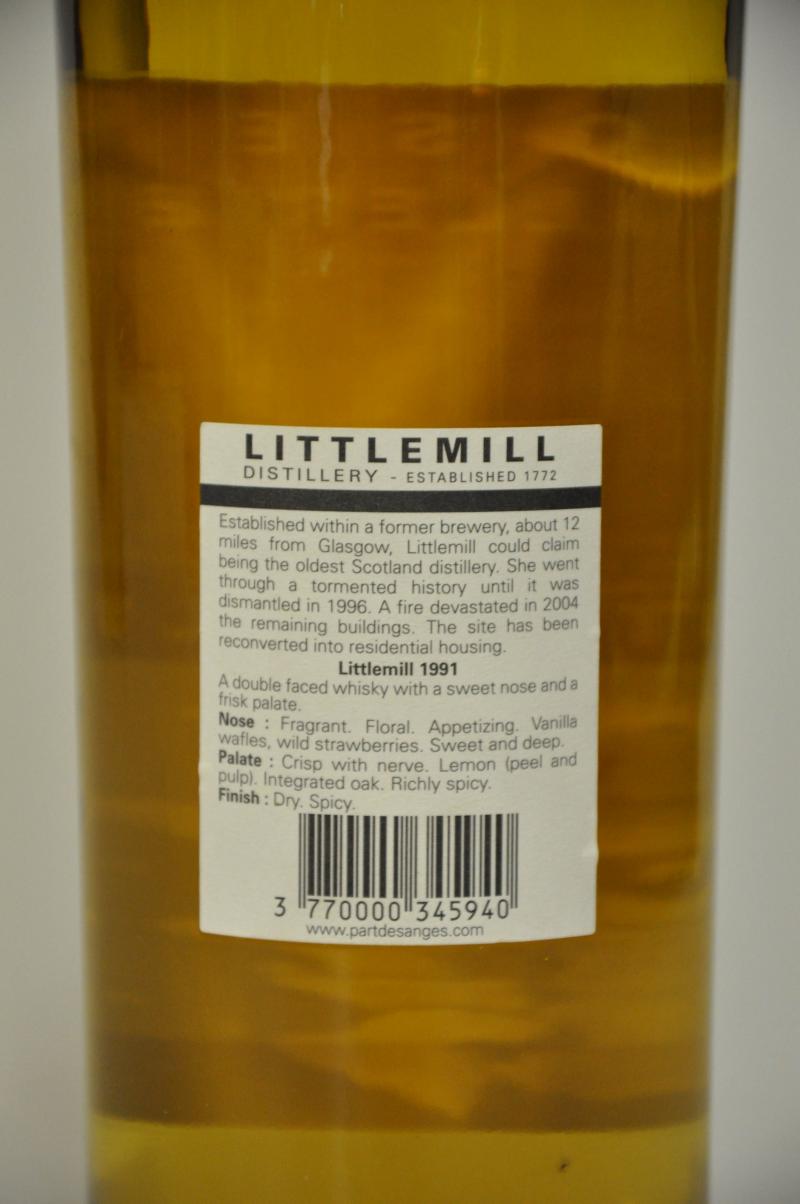 LITTLEMILL
DISTILLERY - ESTABLISHED 1772
Established within a former brewery, about 12
miles from Glasgow, Littlemill could claim
being the oldest Scotland distillery. She went
through a tormented history until it was
dismantled in 1996. A fire devastated in 2004
the remaining buildings. The site has been
reconverted into residential housing.
Littlemill 1991
A double faced whisky with a sweet nose and a
frisk palate.
Nose : Fragrant. Floral. Appetizing. Vanilla
wafles, wild strawberries. Sweet and deep.
Palate : Crisp with nerve. Lemon (peel and
pulp). Integrated oak. Richly spicy.
Finish : Dry. Spicy.
3 770000 345940
www.partdesanges.com